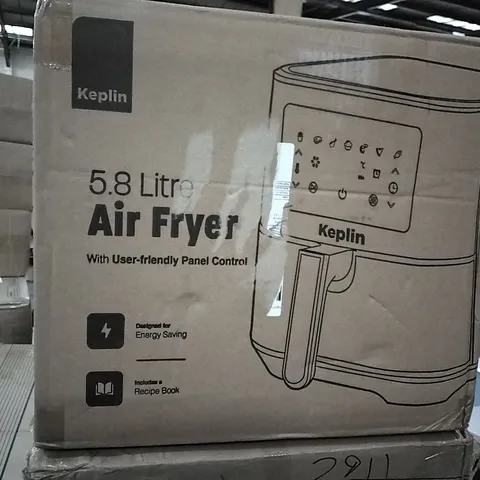 Keplin
5.8 Litre
Air Fryer
With User-friendly Panel Control
Keplin
Designed for
Energy Saving
Includes a
Recipe Book
2911